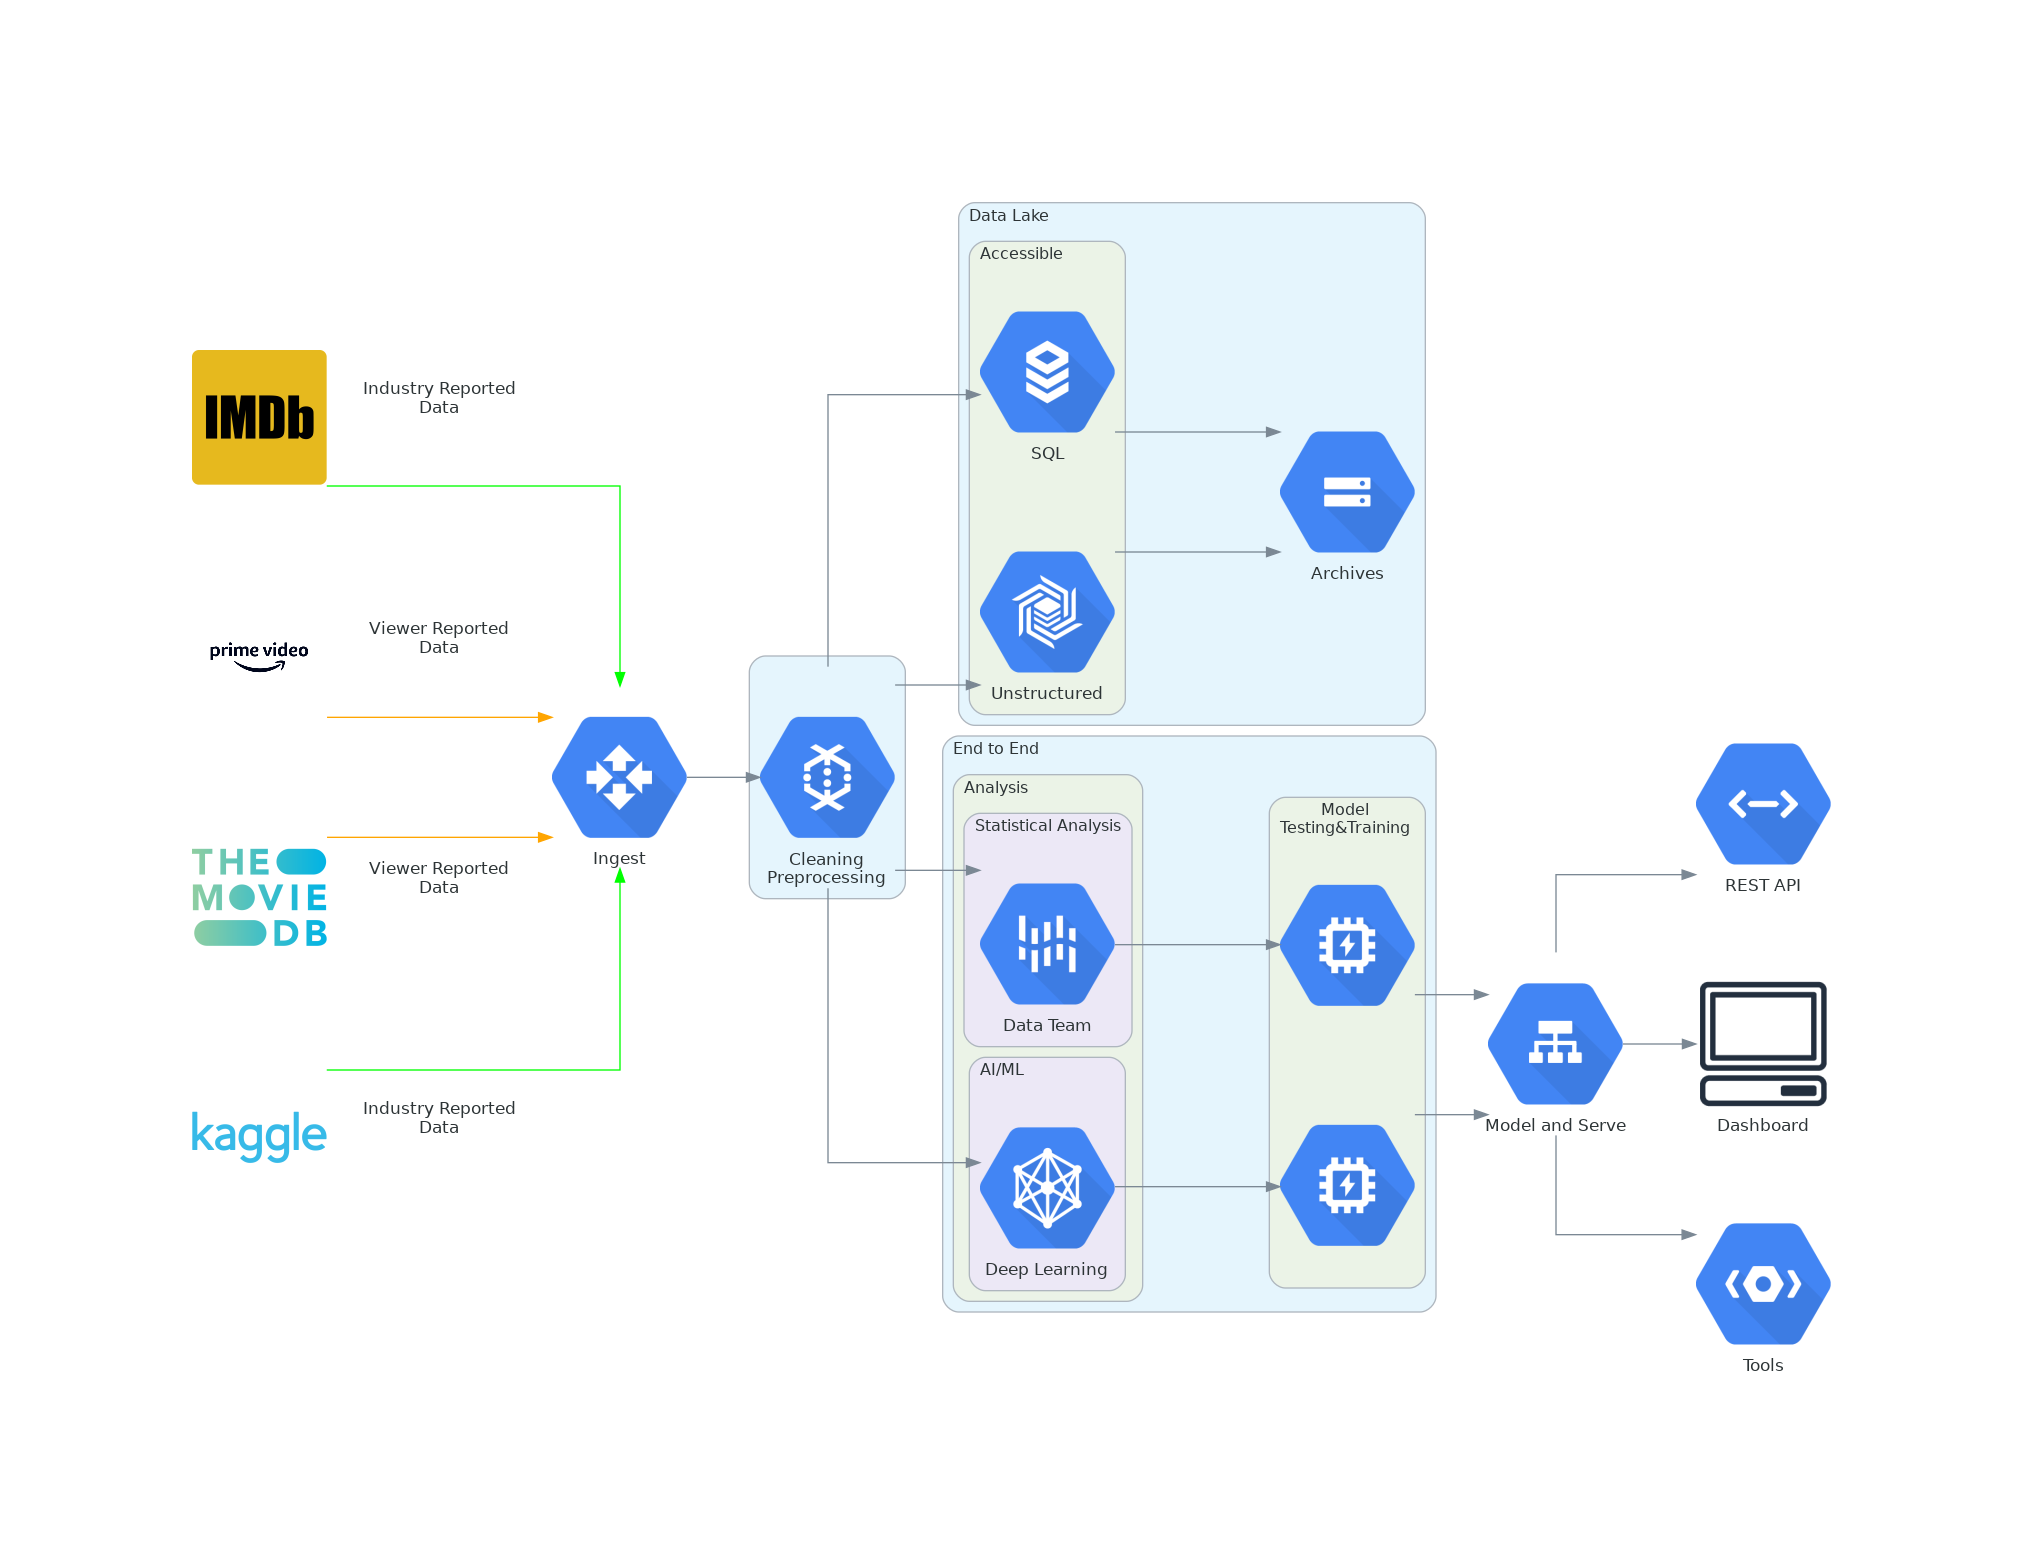 IMDb
Industry Reported
Data
prime video
Viewer Reported
Data
THE
MOVIE
DB
Viewer Reported
Data
kaggle
Industry Reported
Data
Ingest
Cleaning
Preprocessing
Data Lake
Accessible
SQL
Unstructured
Archives
End to End
Analysis
Statistical Analysis
Data Team
AI/ML
Deep Learning
Model
Testing&Training
Model and Serve
REST API
Dashboard
Tools